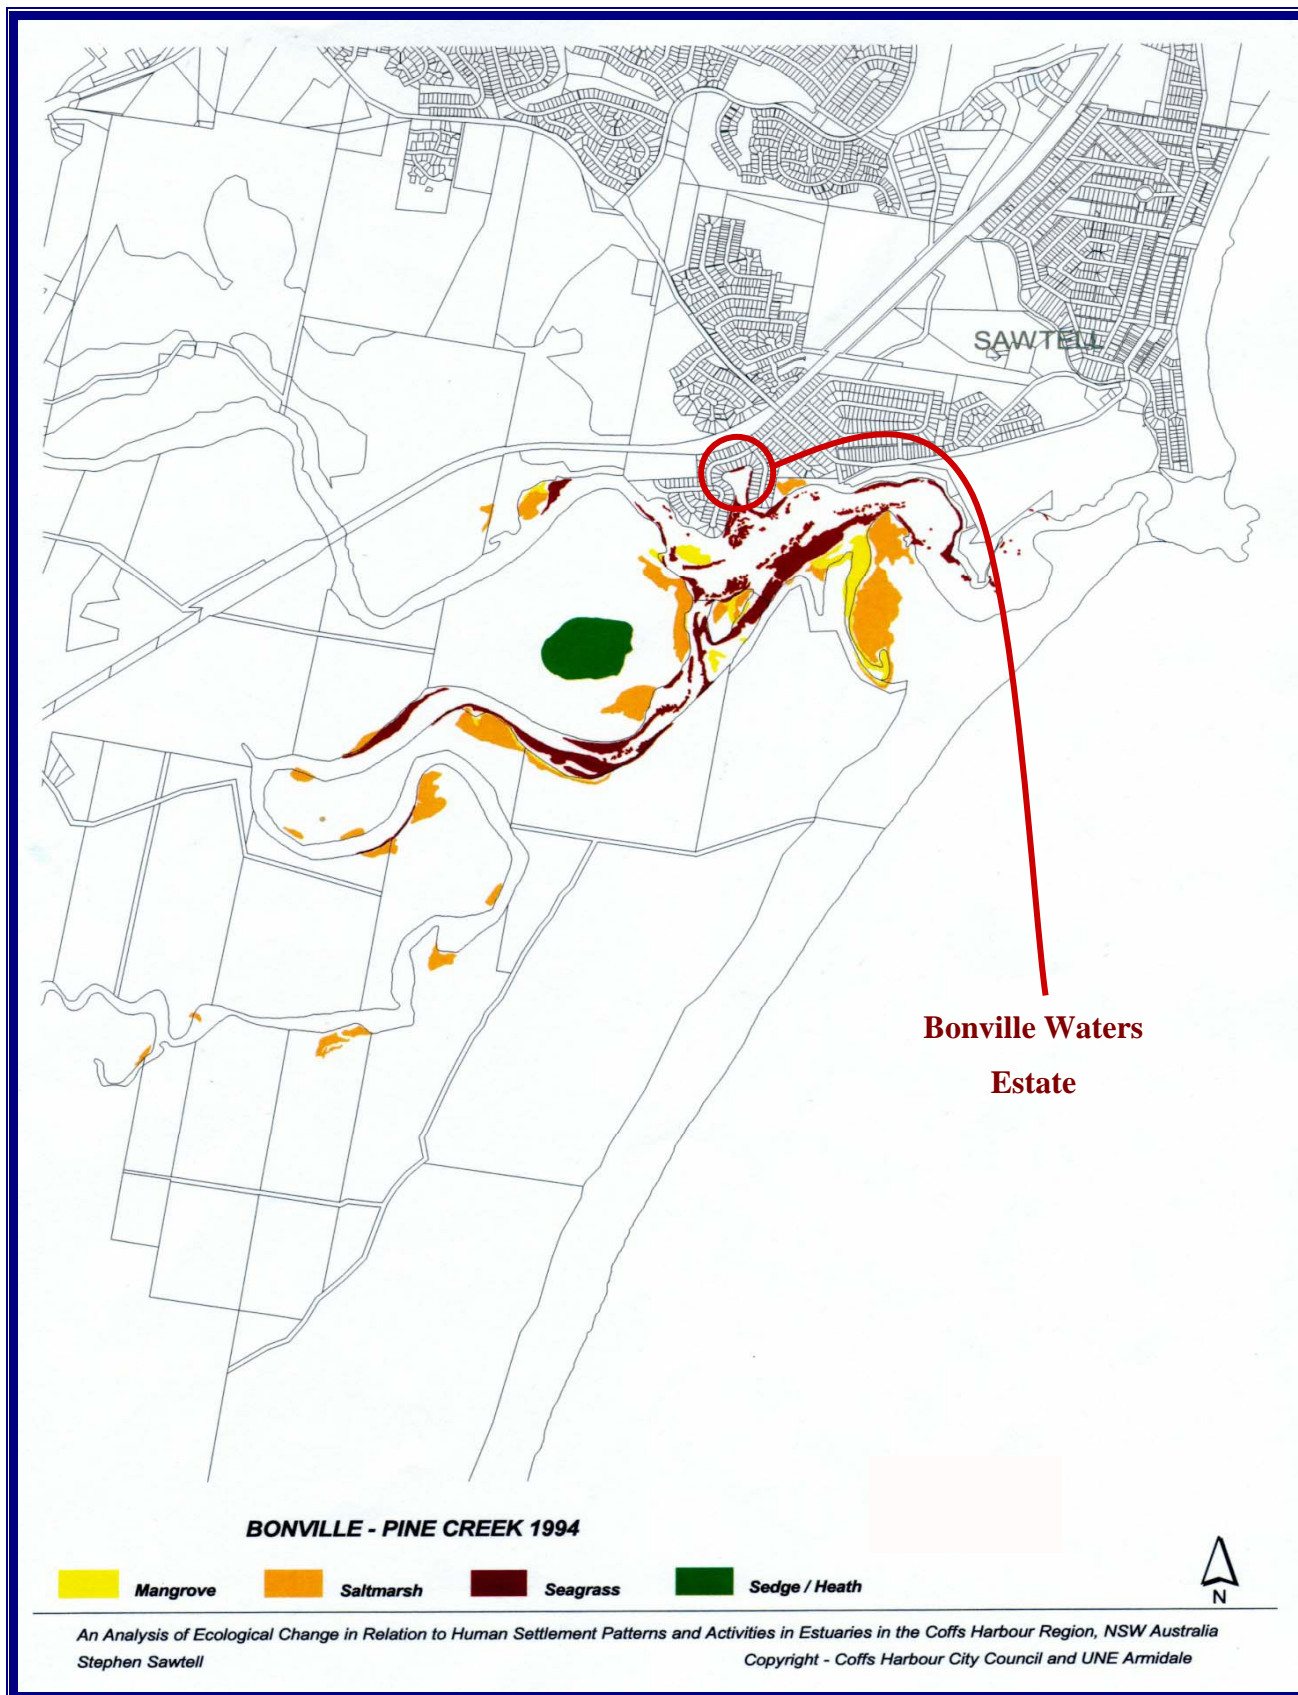 SAWTELL
Bonville Waters
Estate
BONVILLE - PINE CREEK 1994
Mangrove
Saltmarsh
Seagrass
Sedge / Heath
N
An Analysis of Ecological Change in Relation to Human Settlement Patterns and Activities in Estuaries in the Coffs Harbour Region, NSW Australia
Stephen Sawtell
Copyright - Coffs Harbour City Council and UNE Armidale